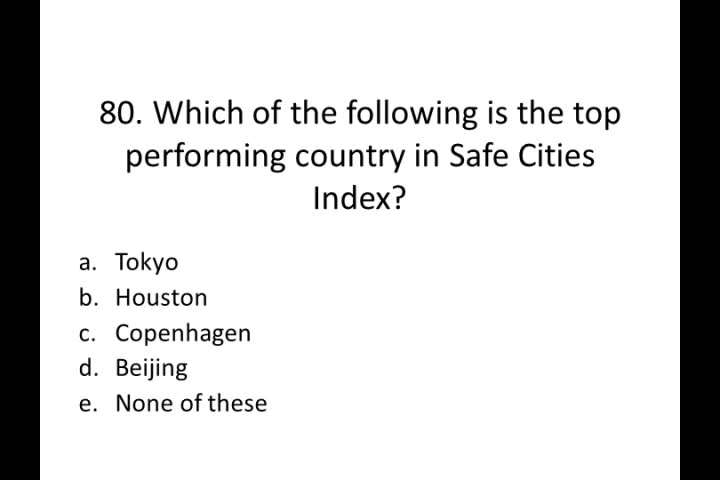 80. Which of the following is the top
performing country in Safe Cities
Index?
a. Tokyo
b. Houston
c. Copenhagen
d. Beijing
e. None of these